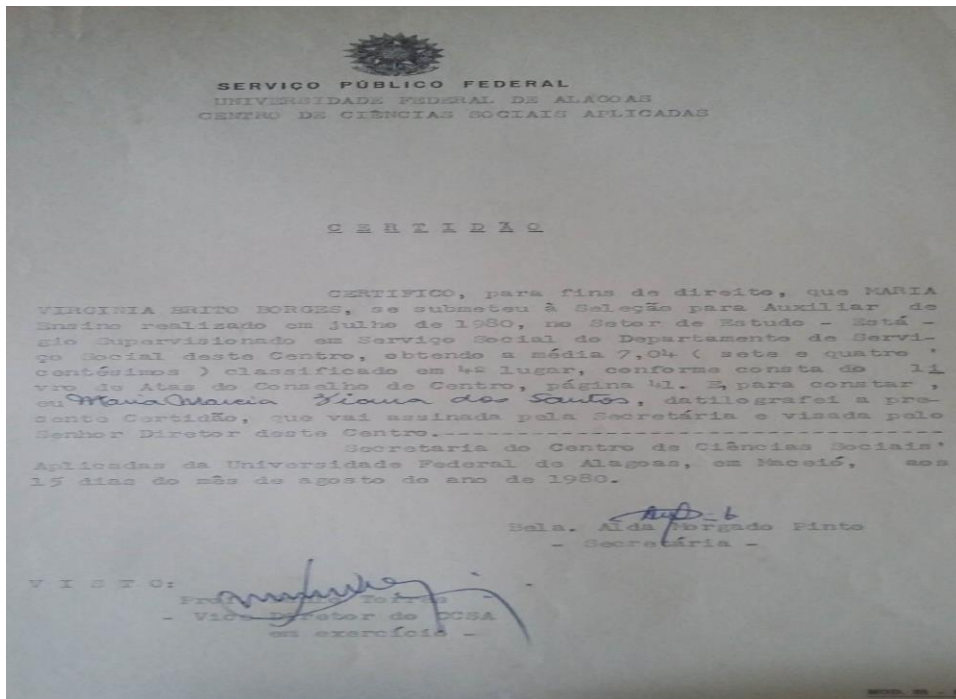 SERVIÇO PÚBLICO FEDERAL
UNIVERSIDADE FEDERAL DE ALAGOAS
CENTRO DE CIÊNCIAS SOCIAIS APLICADAS
CERTIDÃO
CERTIFICO, para fins de direito, que MARIA
VIRGINIA BRITO BORGES, se submeteu à Seleção para Auxiliar de
Ensino realizado em julho de 1980, no Setor de Estudo - Está -
gio Supervisionado em Serviço Social do Departamento de Servi-
ço Social deste Centro, obtendo a média 7,04 ( sete e quatro '
centésimos ) classificado em 4º lugar, conforme consta do li
vro de Atas do Conselho de Centro, página 41. E, para constar ,
eu Maria Marcia Viana dos Santos, datilografei a pre-
sente Certidão, que vai assinada pela Secretária e visada pelo
Senhor Diretor deste Centro.
Secretaria do Centro de Ciências Sociais'
Aplicadas da Universidade Federal de Alagoas, em Maceió, aos
15 dias do mês de agosto do ano de 1980.
Bela. Alda Morgado Pinto
- Secretária -
V I S T O:
Torres
- Vice Diretor do CCSA
em exercício -